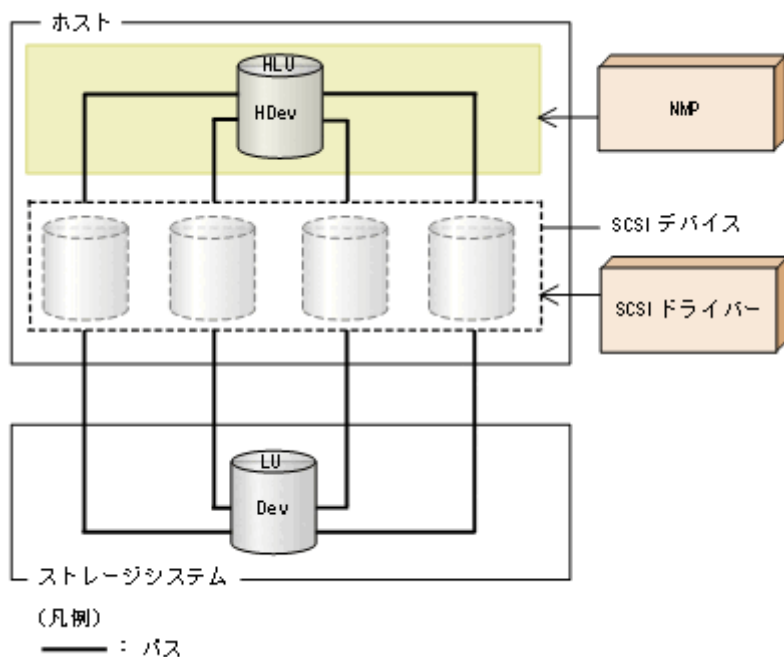 ホスト
HLU
HDev
NMP
SCSI デバイス
SCSI ドライバー
LU
Dev
ストレージシステム
(凡例)
: パス